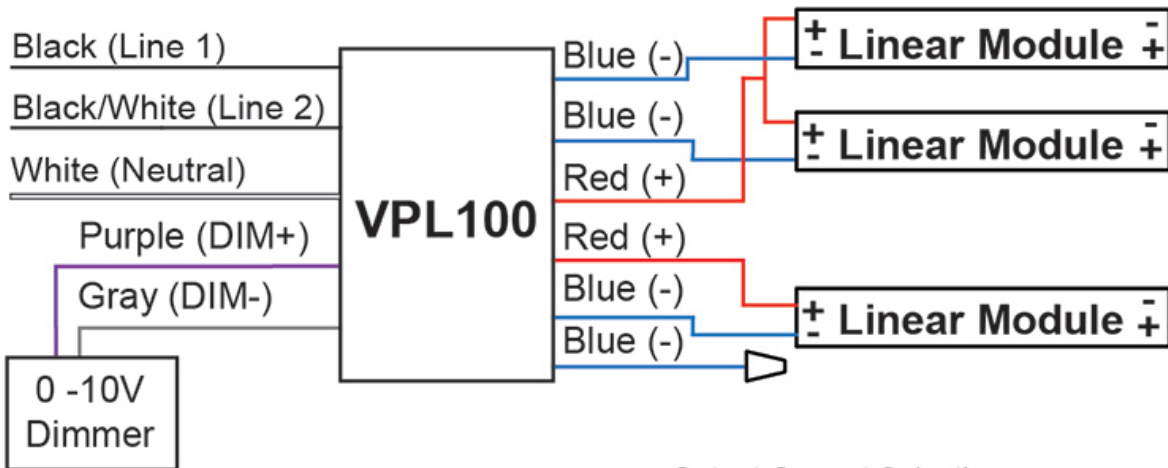 Black (Line 1)
Black/White (Line 2)
White (Neutral)
Purple (DIM+)
Gray (DIM-)
0 -10V
Dimmer
VPL100
Blue (-)
Blue (-)
Red (+)
Red (+)
Blue (-)
Blue (-)
+ - Linear Module - +
+ - Linear Module - +
+ - Linear Module - +